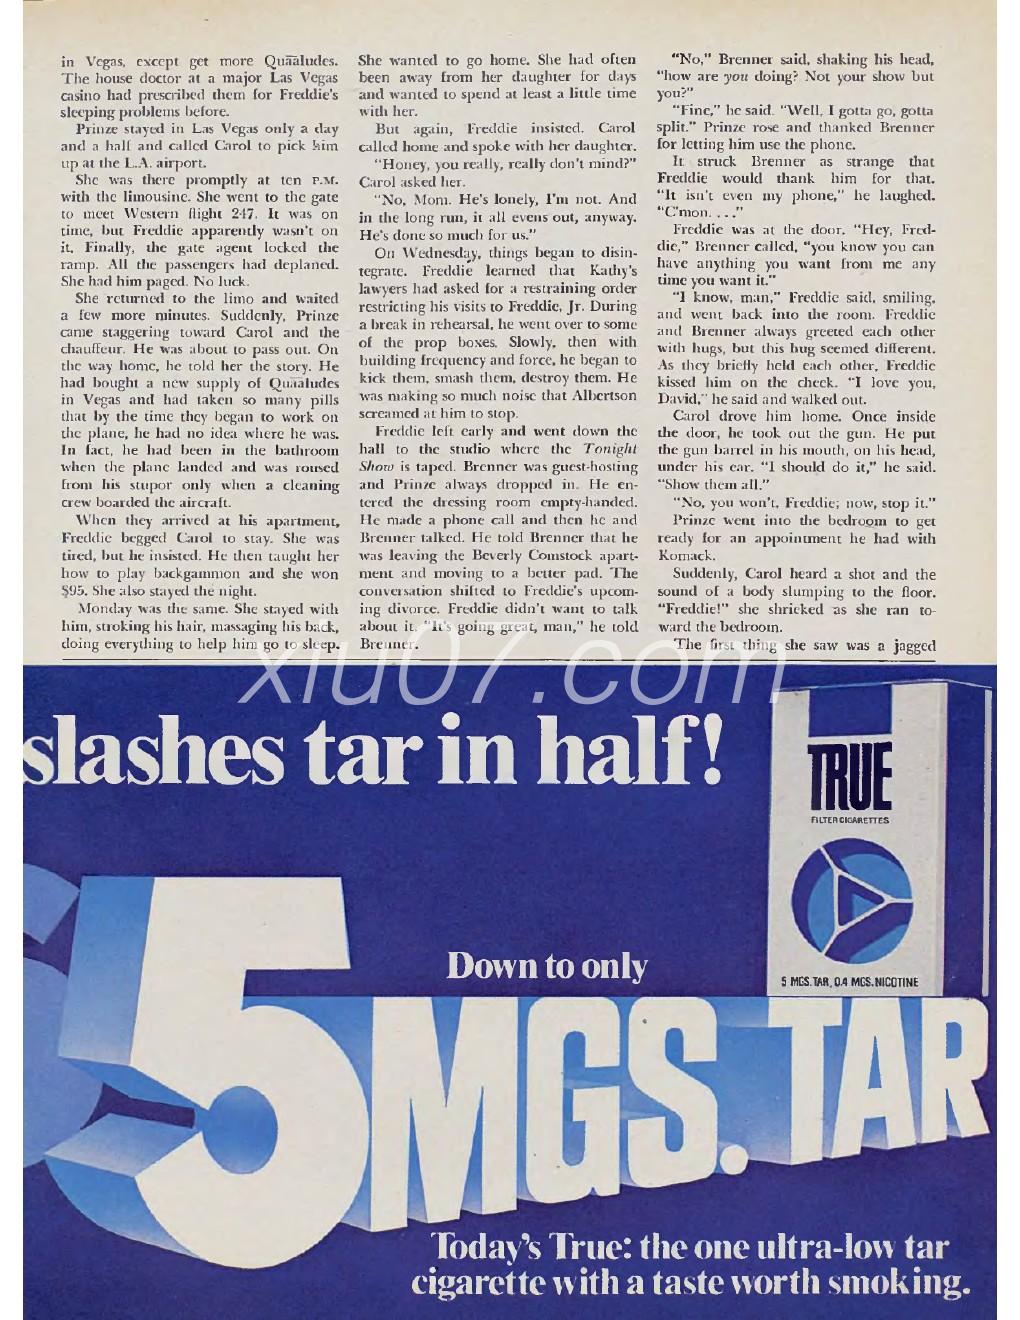 in Vegas, except get more Quāāludes.
The house doctor at a major Las Vegas
casino had prescribed them for Freddie's
sleeping problems before.
Prinze stayed in Las Vegas only a day
and a half and called Carol to pick him
up at the L.A. airport.
She was there promptly at ten P.M.
with the limousine. She went to the gate
to meet Western flight 247. It was on
time, but Freddie apparently wasn't on
it. Finally, the gate agent locked the
ramp. All the passengers had deplaned.
She had him paged. No luck.
She returned to the limo and waited
a few more minutes. Suddenly, Prinze
came staggering toward Carol and the
chauffeur. He was about to pass out. On
the way home, he told her the story. He
had bought a new supply of Quāāludes
in Vegas and had taken so many pills
that by the time they began to work on
the plane, he had no idea where he was.
In fact, he had been in the bathroom
when the plane landed and was roused
from his stupor only when a cleaning
crew boarded the aircraft.
When they arrived at his apartment,
Freddie begged Carol to stay. She was
tired, but he insisted. He then taught her
how to play backgammon and she won
$95. She also stayed the night.
Monday was the same. She stayed with
him, stroking his hair, massaging his back,
doing everything to help him go to sleep.
She wanted to go home. She had often
been away from her daughter for days
and wanted to spend at least a little time
with her.
But again, Freddie insisted. Carol
called home and spoke with her daughter.
"Honey, you really, really don't mind?"
Carol asked her.
"No, Mom. He's lonely, I'm not. And
in the long run, it all evens out, anyway.
He's done so much for us."
On Wednesday, things began to disin-
tegrate. Freddie learned that Kathy's
lawyers had asked for a restraining order
restricting his visits to Freddie, Jr. During
a break in rehearsal, he went over to some
of the prop boxes. Slowly, then with
building frequency and force, he began to
kick them, smash them, destroy them. He
was making so much noise that Albertson
screamed at him to stop.
Freddie left early and went down the
hall to the studio where the Tonight
Show is taped. Brenner was guest-hosting
and Prinze always dropped in. He en-
tered the dressing room empty-handed.
He made a phone call and then he and
Brenner talked. He told Brenner that he
was leaving the Beverly Comstock apart-
ment and moving to a better pad. The
conversation shifted to Freddie's upcom-
ing divorce. Freddie didn't want to talk
about it. "It's going great, man," he told
Brenner.
"No," Brenner said, shaking his head,
"how are you doing? Not your show but
you?"
"Fine," he said. "Well, I gotta go, gotta
split." Prinze rose and thanked Brenner
for letting him use the phone.
It struck Brenner as strange that
Freddie would thank him for that.
"It isn't even my phone," he laughed.
"C'mon. . . ."
Freddie was at the door. "Hey, Fred-
die," Brenner called, "you know you can
have anything you want from me any
time you want it."
"I know, man," Freddie said, smiling,
and went back into the room. Freddie
and Brenner always greeted each other
with hugs, but this hug seemed different.
As they briefly held each other, Freddie
kissed him on the cheek. "I love you,
David," he said and walked out.
Carol drove him home. Once inside
the door, he took out the gun. He put
the gun barrel in his mouth, on his head,
under his ear. "I should do it," he said.
"Show them all."
"No, you won't, Freddie; now, stop it."
Prinze went into the bedroom to get
ready for an appointment he had with
Komack.
Suddenly, Carol heard a shot and the
sound of a body slumping to the floor.
"Freddie!" she shrieked as she ran to-
ward the bedroom.
The first thing she saw was a jagged
xiu07.com
slashes tar in half!
TRUE
FILTER CIGARETTES
5 MGS. TAR, 0.4 MGS. NICOTINE
Down to only
5 MGS. TAR
Today's True: the one ultra-low tar
cigarette with a taste worth smoking.